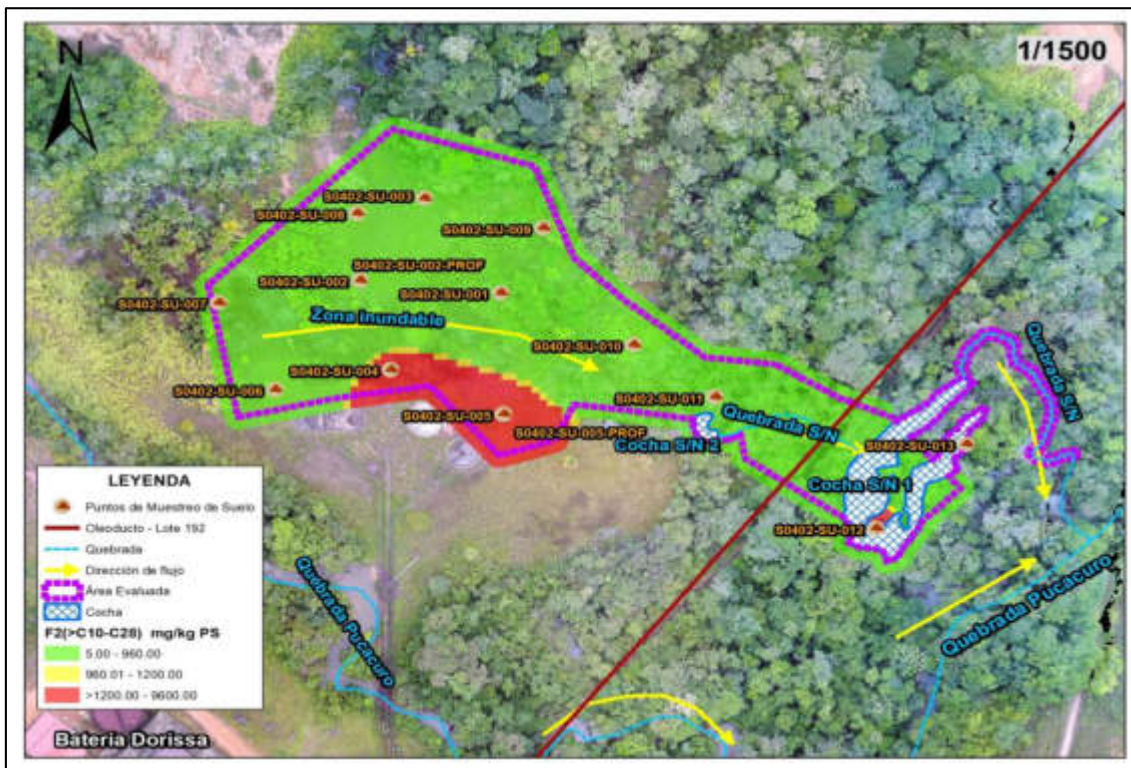 N
1/1500
S0402-SU-003
S0402-SU-008
S0402-SU-009
S0402-SU-002-PROF
S0402-SU-002
S0402-SU-001
S0402-SU-007
Zona Inundable
S0402-SU-010
S0402-SU-004
S0402-SU-006
S0402-SU-011
S0402-SU-005
S0402-SU-005-PROF
Quebrada S/N
Quebrada S/N
Cocha S/N 2
S0402-SU-013
Cocha S/N 1
S0402-SU-012
Quebrada Pucacuro
Quebrada Pucacuro
LEYENDA
Puntos de Muestreo de Suelo
Oleoducto - Lote 192
Quebrada
Dirección de flujo
Área Evaluada
Cocha
F2(>C10-C28) mg/kg PS
5.00 - 960.00
960.01 - 1200.00
>1200.00 - 9600.00
Bateria Dorissa